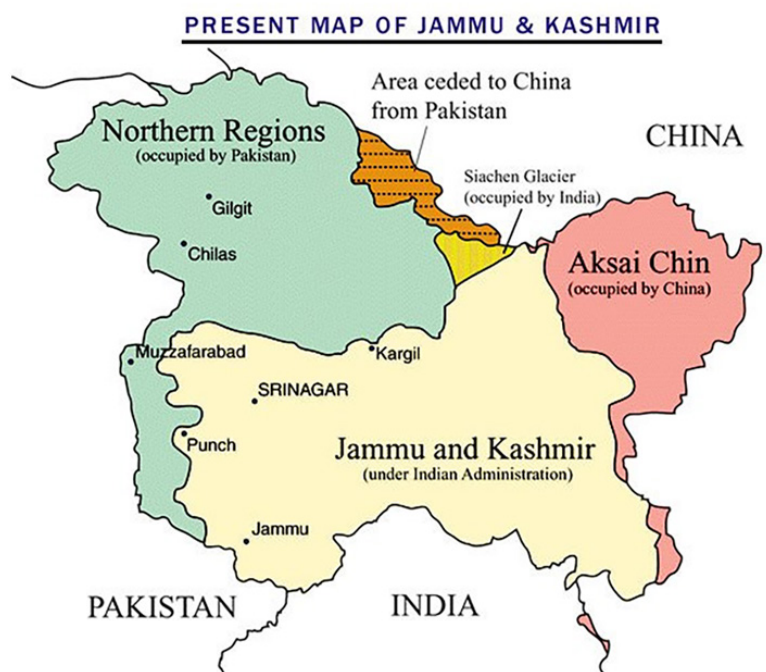 PRESENT MAP OF JAMMU & KASHMIR
Area ceded to China
from Pakistan
CHINA
Northern Regions
(occupied by Pakistan)
Siachen Glacier
(occupied by India)
Gilgit
Chilas
Aksai Chin
(occupied by China)
Muzzafarabad
Kargil
SRINAGAR
Punch
Jammu and Kashmir
(under Indian Administration)
Jammu
PAKISTAN
INDIA